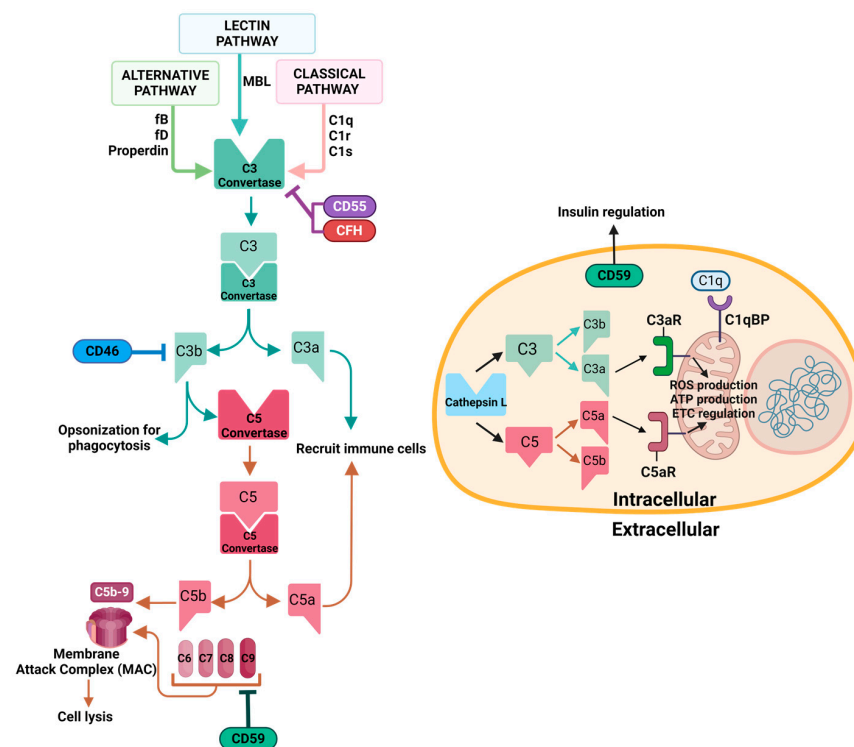 LECTIN
PATHWAY
ALTERNATIVE
PATHWAY
MBL
CLASSICAL
PATHWAY
fB
fD
Properdin
C1q
C1r
C1s
C3
Convertase
CD55
CFH
C3
C3
Convertase
CD46
C3b
C3a
C5
Convertase
Opsonization for
phagocytosis
Recruit immune cells
C5
C5
Convertase
C5b-9
C5b
C5a
C6
C7
C8
C9
Membrane
Attack Complex (MAC)
Cell lysis
CD59
Insulin regulation
CD59
C1q
C1qBP
C3aR
C3b
C3
C3a
Cathepsin L
ROS production
ATP production
ETC regulation
C5a
C5
C5b
C5aR
Intracellular
Extracellular